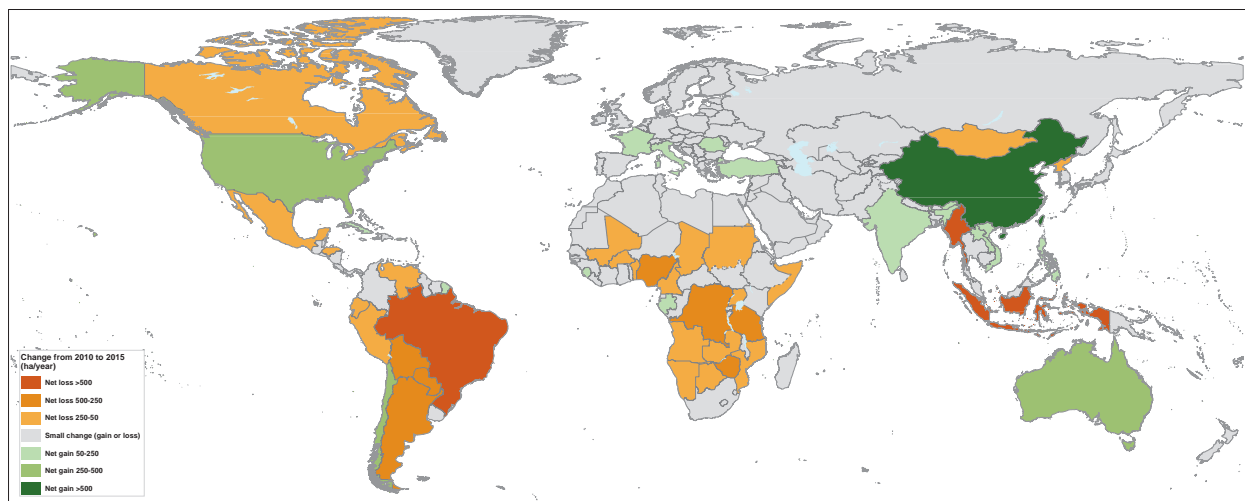 Change from 2010 to 2015
(ha/year)
Net loss >500
Net loss 500-250
Net loss 250-50
Small change (gain or loss)
Net gain 50-250
Net gain 250-500
Net gain >500